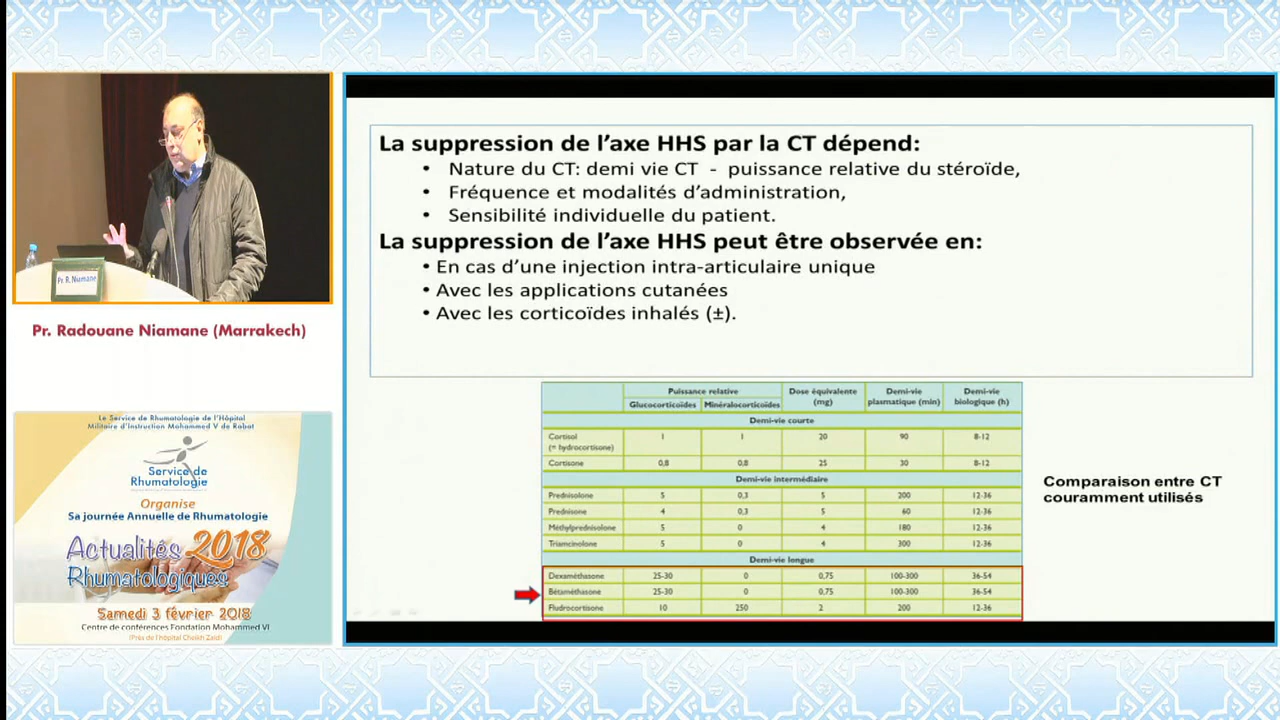 Pr. R. Niamane
Pr. Radouane Niamane (Marrakech)
Le Service de Rhumatologie de l'Hôpital
Militaire d'Instruction Mohammed V de Rabat
Service de
Rhumatologie
Organise
Sa journée Annuelle de Rhumatologie
Actualités 2018
Rhumatologiques
Samedi 3 février 2018
Centre de conférences Fondation Mohammed VI
(Près de l'hôpital Cheikh Zaid)
La suppression de l'axe HHS par la CT dépend:
• Nature du CT: demi vie CT - puissance relative du stéroïde,
• Fréquence et modalités d'administration,
• Sensibilité individuelle du patient.
La suppression de l'axe HHS peut être observée en:
• En cas d'une injection intra-articulaire unique
• Avec les applications cutanées
• Avec les corticoïdes inhalés (±).
Puissance relative Dose équivalente (mg) Demi-vie plasmatique (min) Demi-vie biologique (h)
Glucocorticoïdes Minéralocorticoïdes
Demi-vie courte
Cortisol (= hydrocortisone) 1 1 20 90 8-12
Cortisone 0,8 0,8 25 30 8-12
Demi-vie intermédiaire
Prednisolone 5 0,3 5 200 12-36
Prednisone 4 0,3 5 60 12-36
Méthylprednisolone 5 0 4 180 12-36
Triamcinolone 5 0 4 300 12-36
Demi-vie longue
Dexaméthasone 25-30 0 0,75 100-300 36-54
Bétaméthasone 25-30 0 0,75 100-300 36-54
Fludrocortisone 10 250 2 200 12-36
Comparaison entre CT
couramment utilisés